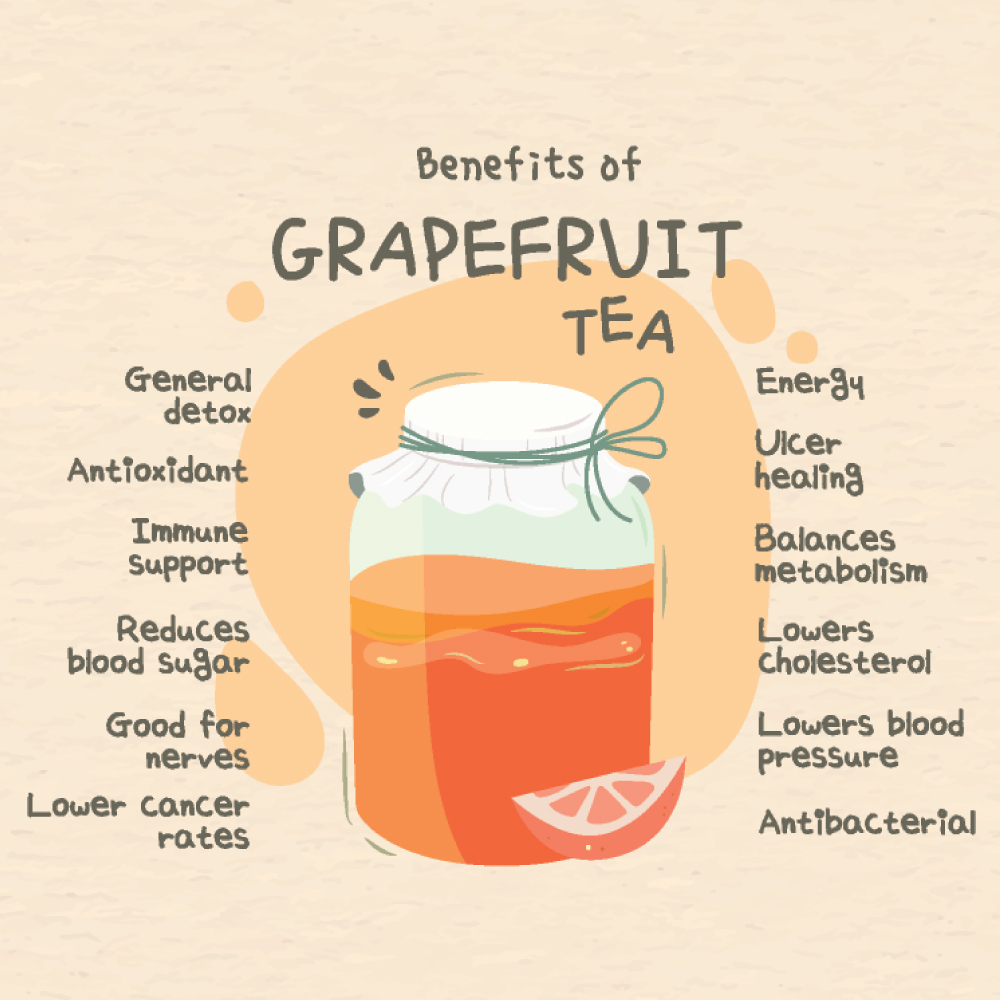 Benefits of
GRAPEFRUIT
TEA
General
detox
Antioxidant
Immune
support
Reduces
blood sugar
Good for
nerves
Lower cancer
rates
Energy
Ulcer
healing
Balances
metabolism
Lowers
cholesterol
Lowers blood
pressure
Antibacterial